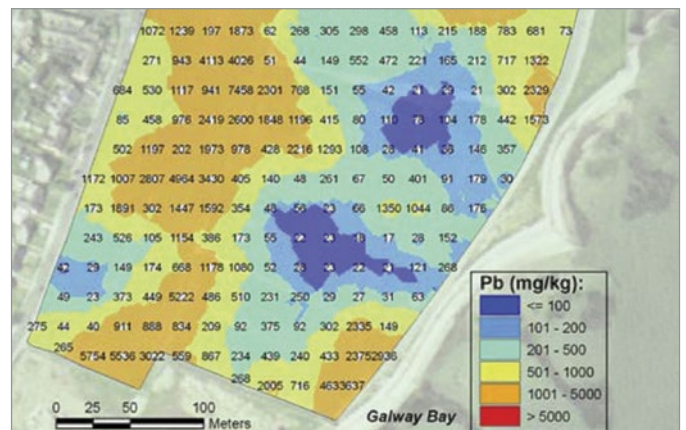 1072 1239 197 1873 62 268 305 298 458 113 215 188 783 681 73
271 943 4113 4026 51 44 149 552 472 221 165 212 717 1322
684 530 1117 941 7458 2301 768 151 55 42 29 21 302 2329
85 458 976 2419 2600 1848 1196 415 80 110 73 104 178 442 1573
502 1197 202 1973 978 428 2216 1293 108 28 41 56 146 357
1172 1007 2807 4964 3430 405 140 48 261 67 50 401 91 179 30
173 1891 302 1447 1592 354 48 56 23 66 1350 1044 86 176
243 526 105 1154 386 173 55 17 28 152
42 29 149 174 668 1178 1080 52 23 22 121 268
49 23 373 449 5222 486 510 231 250 29 27 31 63
275 44 40 911 888 834 209 92 375 92 302 2335 149
265 5754 5536 3022 559 867 234 439 240 433 23752936
268 2005 716 4633637
Pb (mg/kg):
<= 100
101 - 200
201 - 500
501 - 1000
1001 - 5000
> 5000
0 25 50 100
Meters
Galway Bay